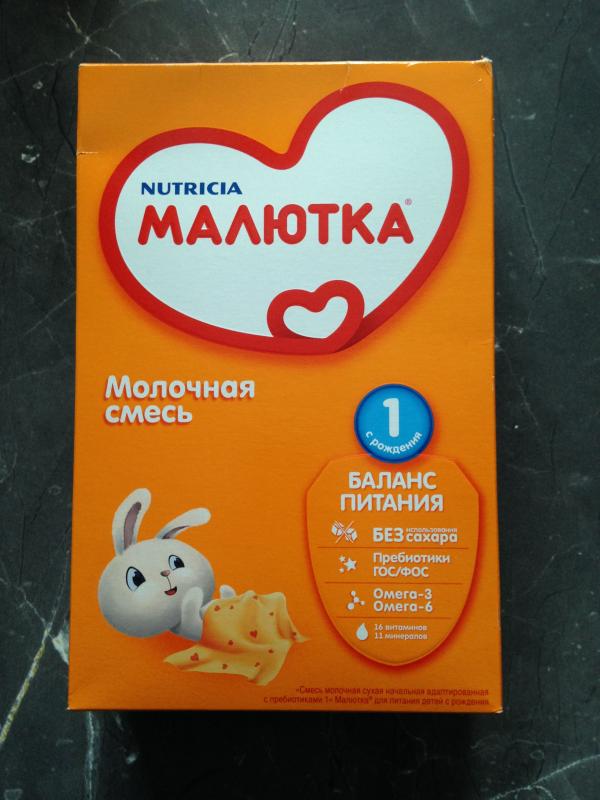 NUTRICIA
МАЛЮТКА®
Молочная
смесь
1
с рождения
БАЛАНС
ПИТАНИЯ
БЕЗ использования
сахара
Пребиотики
ГОС/ФОС
Омега-3
Омега-6
16 витаминов
11 минералов
«Смесь молочная сухая начальная адаптированная
с пребиотиками 1» Малютка® для питания детей с рождения